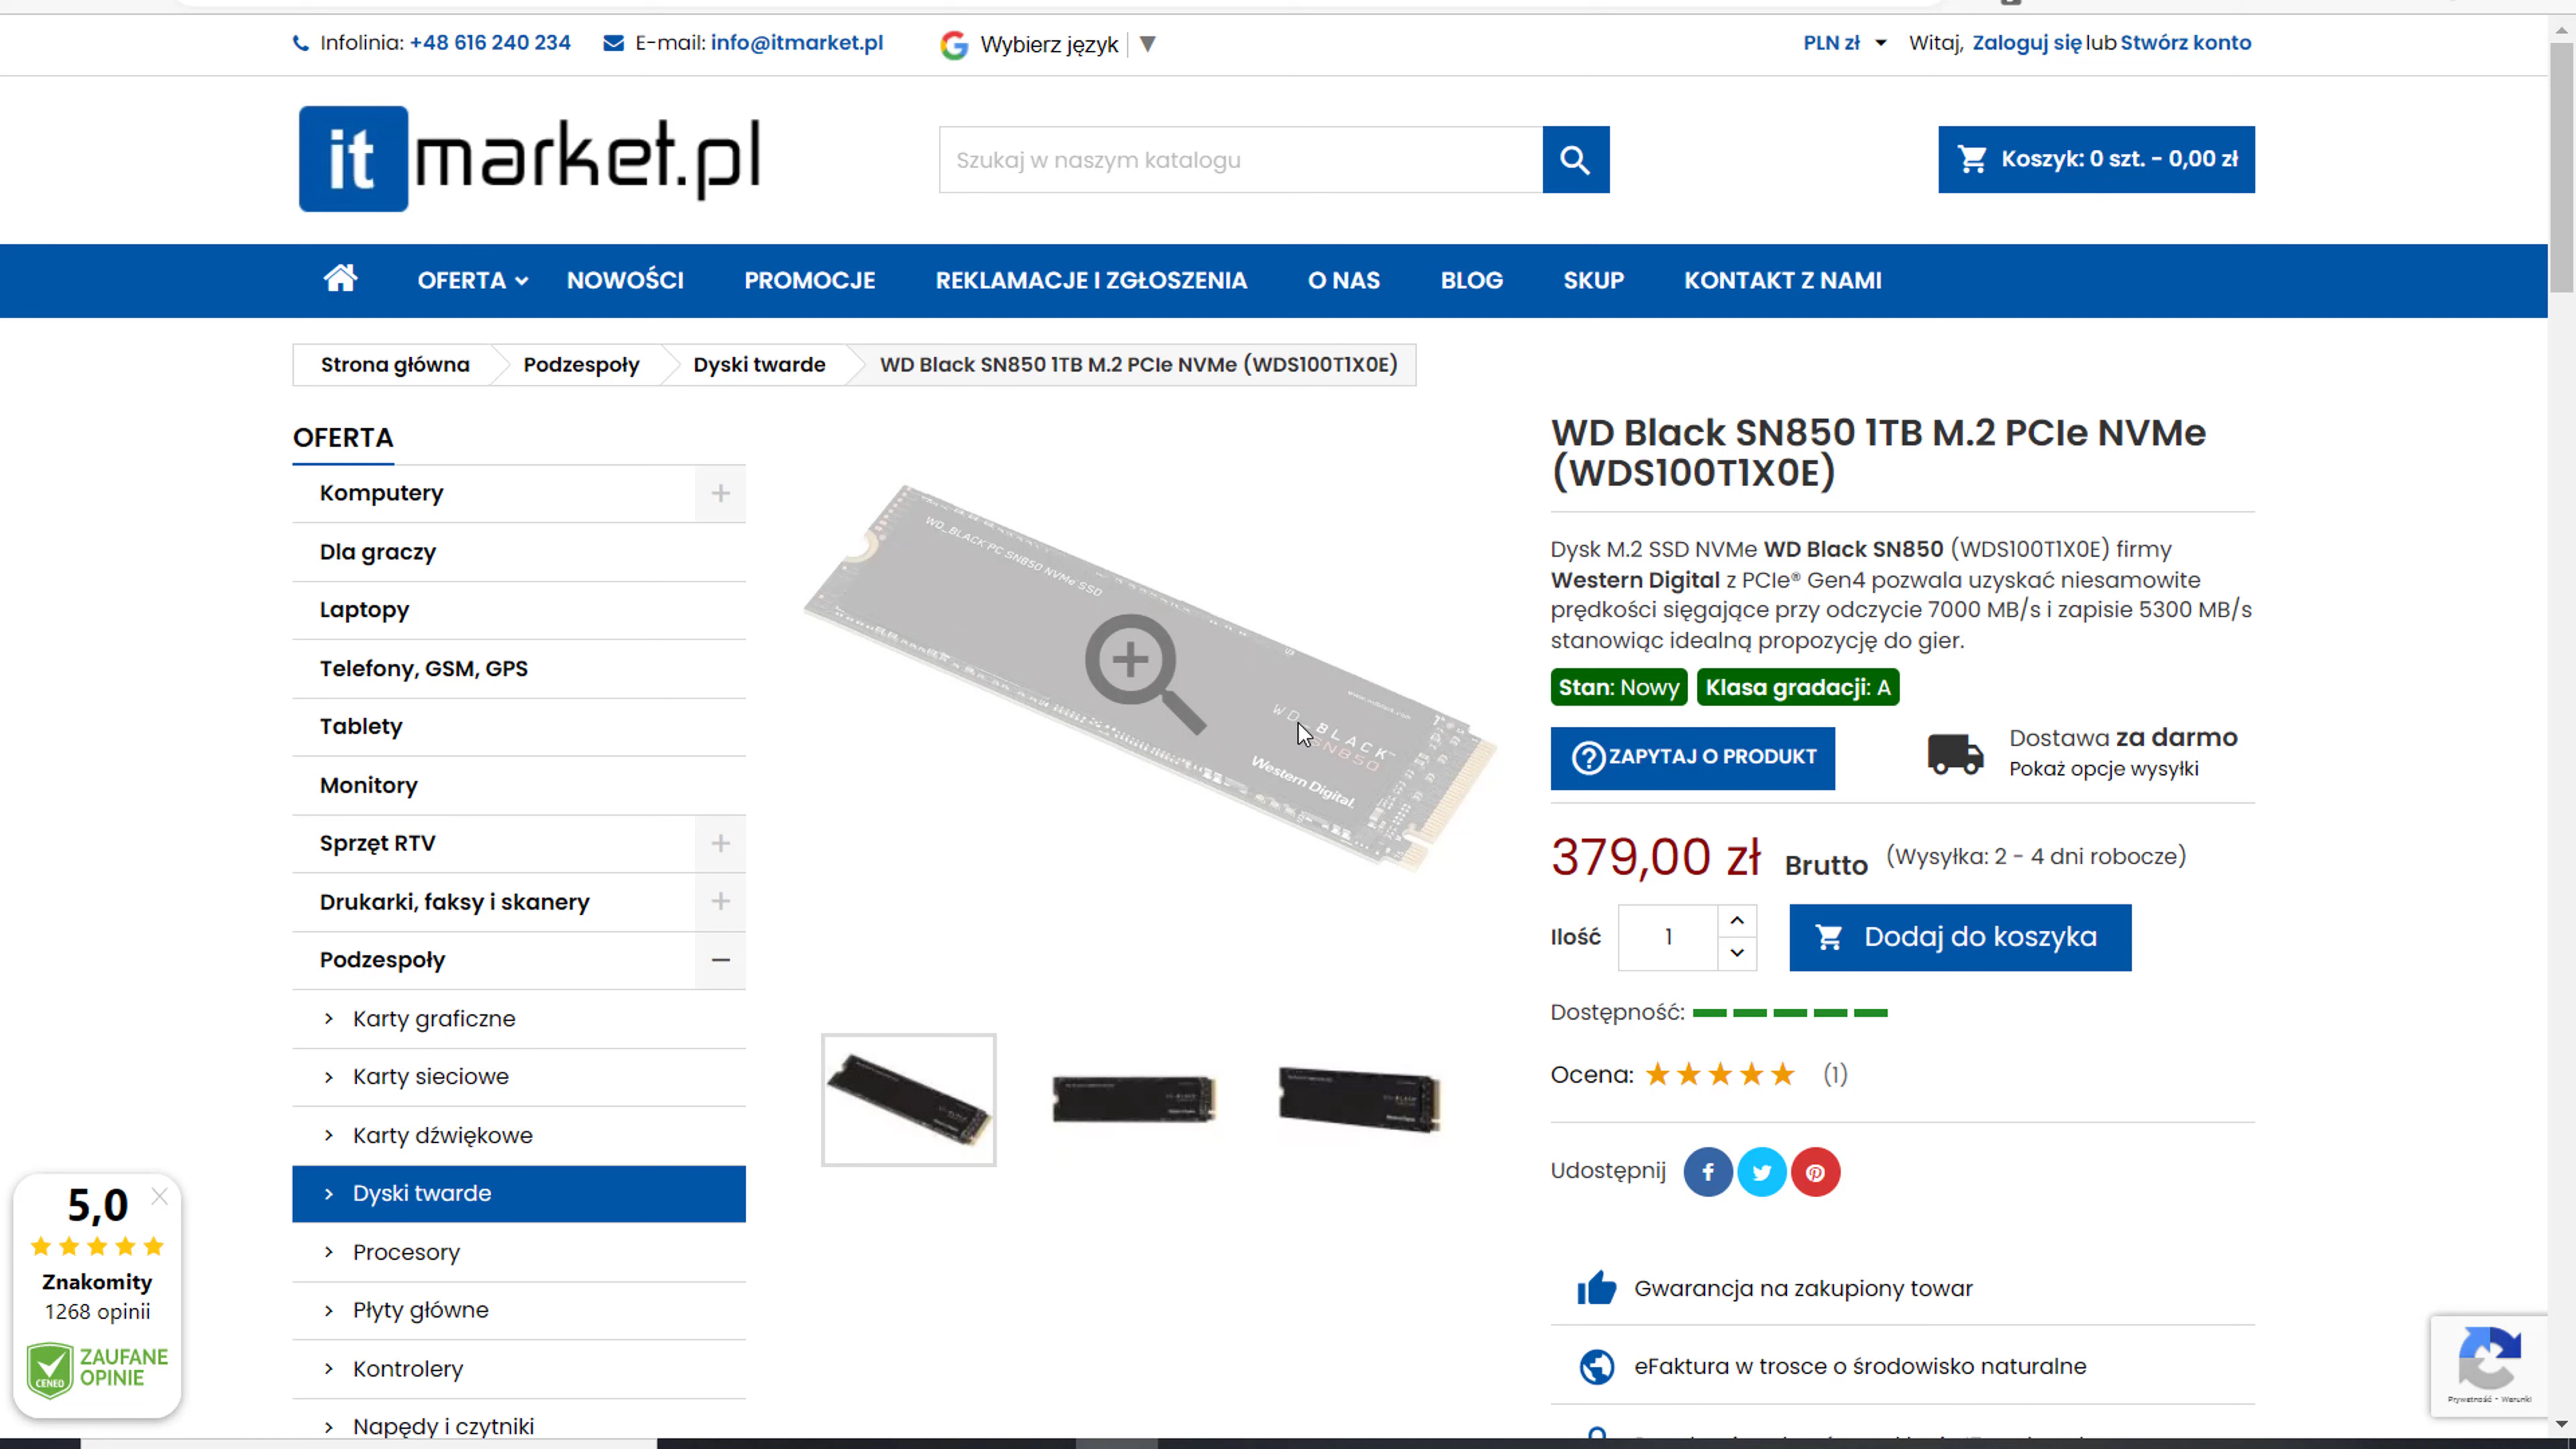 Infolinia: +48 616 240 234
E-mail: info@itmarket.pl
Wybierz język
PLN zł
Witaj, Zaloguj się lub Stwórz konto
it market.pl
Szukaj w naszym katalogu
Koszyk: 0 szt. - 0,00 zł
OFERTA
NOWOŚCI
PROMOCJE
REKLAMACJE I ZGŁOSZENIA
O NAS
BLOG
SKUP
KONTAKT Z NAMI
Strona główna
Podzespoły
Dyski twarde
WD Black SN850 1TB M.2 PCIe NVMe (WDS100T1X0E)
OFERTA
Komputery
Dla graczy
Laptopy
Telefony, GSM, GPS
Tablety
Monitory
Sprzęt RTV
Drukarki, faksy i skanery
Podzespoły
Karty graficzne
Karty sieciowe
Karty dźwiękowe
Dyski twarde
Procesory
Płyty główne
Kontrolery
Napędy i czytniki
WD_BLACK PC SN850 NVMe SSD
WD_BLACK™
SN850
Western Digital.
WD Black SN850 1TB M.2 PCIe NVMe
(WDS100T1X0E)
Dysk M.2 SSD NVMe WD Black SN850 (WDS100T1X0E) firmy
Western Digital z PCIe® Gen4 pozwala uzyskać niesamowite
prędkości sięgające przy odczycie 7000 MB/s i zapisie 5300 MB/s
stanowiąc idealną propozycję do gier.
Stan: Nowy
Klasa gradacji: A
ZAPYTAJ O PRODUKT
Dostawa za darmo
Pokaż opcje wysyłki
379,00 zł Brutto (Wysyłka: 2 - 4 dni robocze)
Ilość 1
Dodaj do koszyka
Dostępność:
Ocena: (1)
Udostępnij
Gwarancja na zakupiony towar
eFaktura w trosce o środowisko naturalne
5,0
Znakomity
1268 opinii
CENEO
ZAUFANE
OPINIE
Prywatność - Warunki